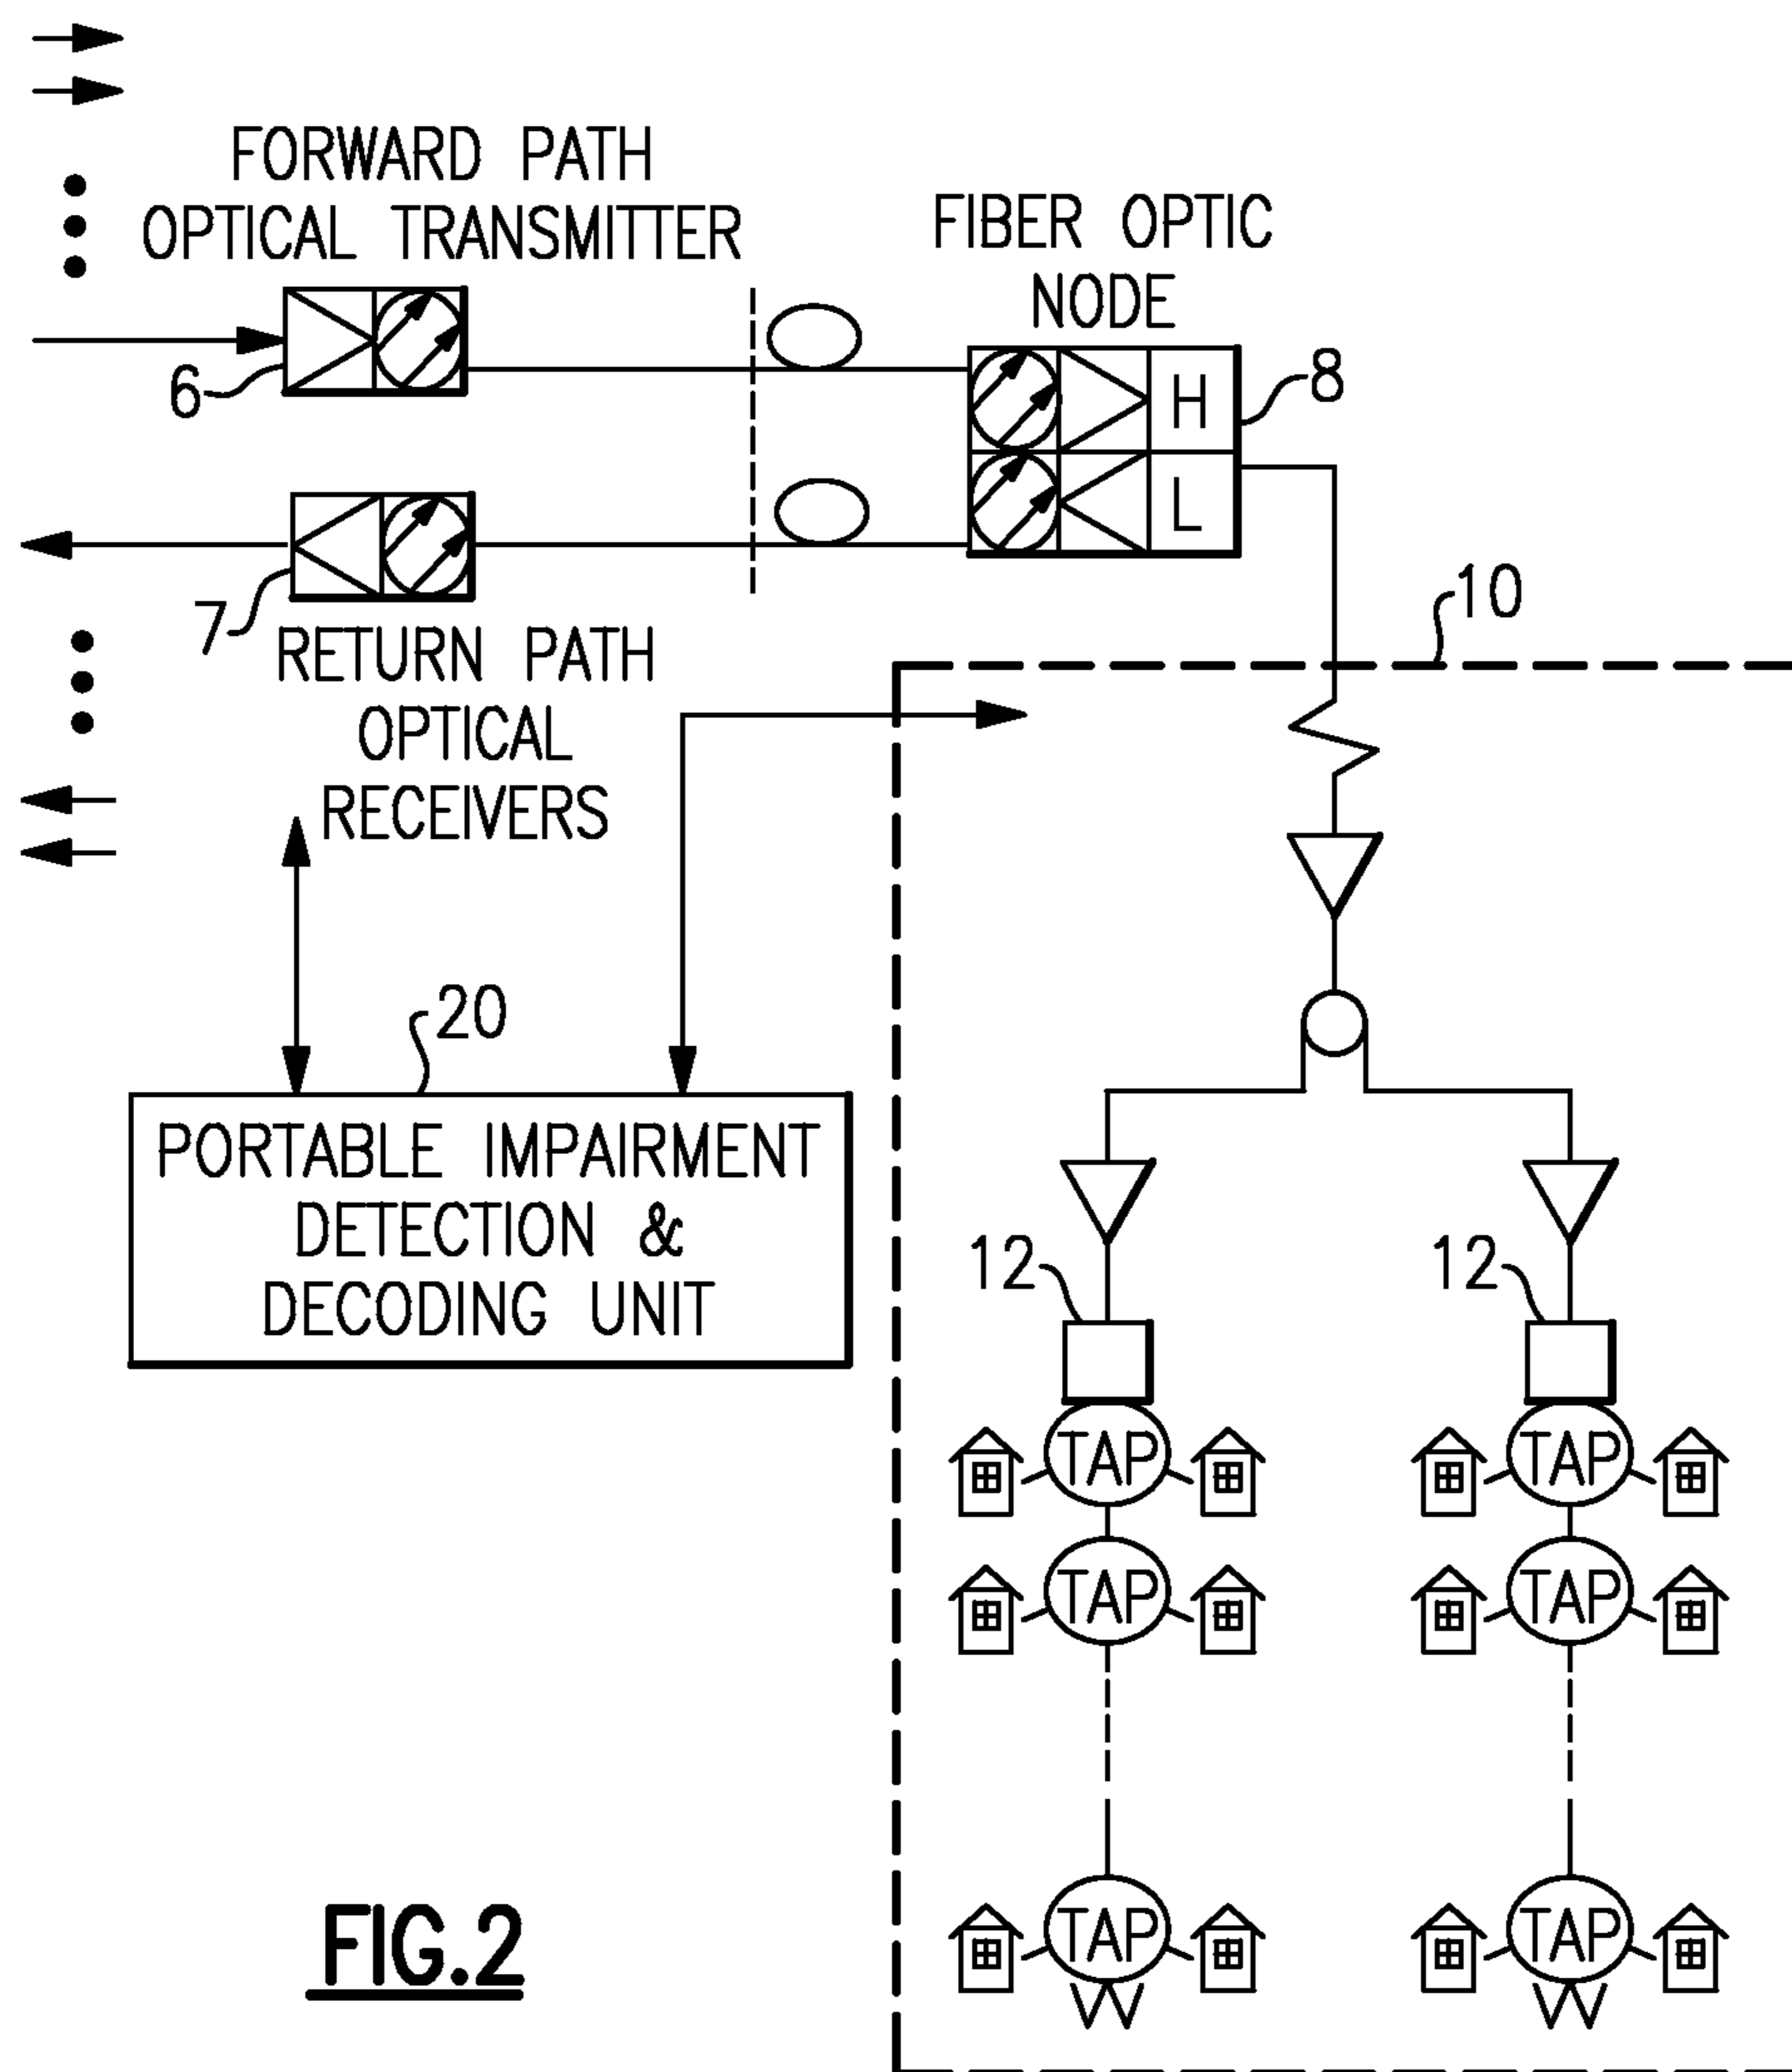 FORWARD PATH
OPTICAL TRANSMITTER
FIBER OPTIC
NODE
6
H
8
L
7
10
RETURN PATH
OPTICAL
RECEIVERS
20
PORTABLE IMPAIRMENT
DETECTION &
DECODING UNIT
12
12
TAP
TAP
TAP
TAP
TAP
TAP
FIG.2